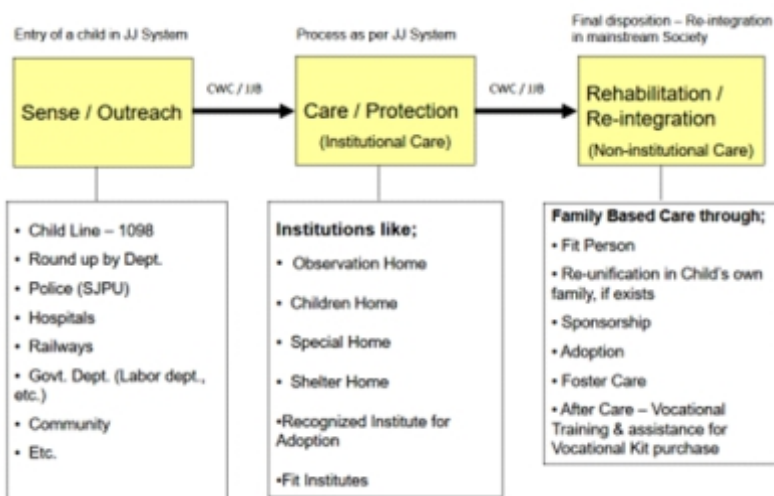 Entry of a child in JJ System
Process as per JJ System
Final disposition – Re-integration
in mainstream Society
Sense / Outreach
CWC / JJB
Care / Protection
(Institutional Care)
CWC / JJB
Rehabilitation /
Re-integration
(Non-institutional Care)
• Child Line – 1098
• Round up by Dept.
• Police (SJPU)
• Hospitals
• Railways
• Govt. Dept. (Labor dept.,
etc.)
• Community
• Etc.
Institutions like;
• Observation Home
• Children Home
• Special Home
• Shelter Home
•Recognized Institute for
Adoption
•Fit Institutes
Family Based Care through;
• Fit Person
• Re-unification in Child's own
family, if exists
• Sponsorship
• Adoption
• Foster Care
• After Care – Vocational
Training & assistance for
Vocational Kit purchase